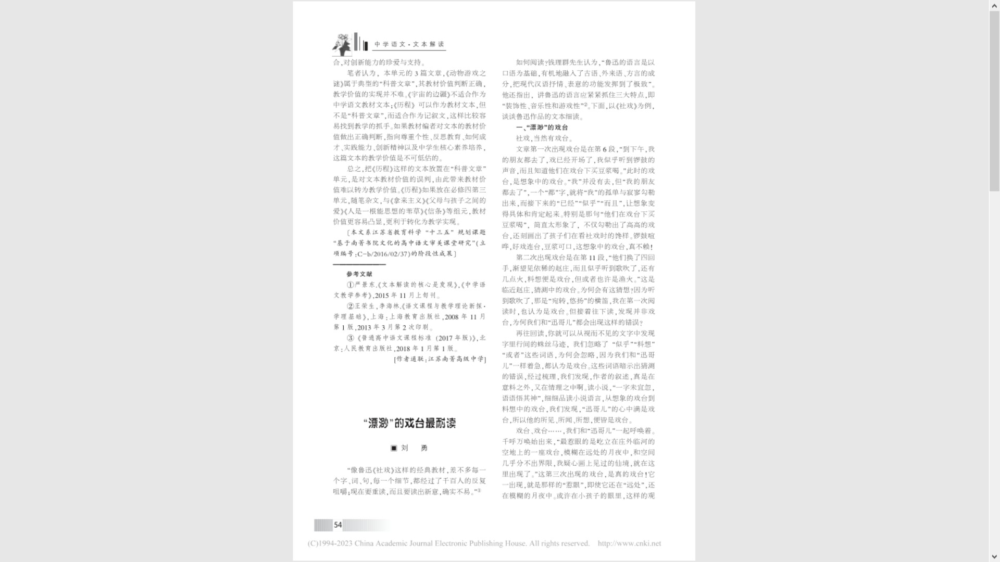 中学语文·文本解读
合,对创新能力的珍爱与支持。
笔者认为，本单元的 3 篇文章,《动物游戏之
谜》属于典型的“科普文章”,其教材价值判断正确,
教学价值的实现并不难。《宇宙的边疆》不适合作为
中学语文教材文本;《历程》可以作为教材文本,但
不是“科普文章”,而适合作为记叙文,这样比较容
易找到教学的抓手。如果教材编者对文本的教材价
值做出正确判断,指向尊重个性、反思教育、如何成
才、实践能力、创新精神以及中学生核心素养培养,
这篇文本的教学价值是不可低估的。
总之,把《历程》这样的文本放置在“科普文章”
单元,是对文本教材价值的误判,由此带来教材价
值难以转为教学价值。《历程》如果放在必修四第三
单元,随笔杂文,与《拿来主义》《父母与孩子之间的
爱》《人是一根能思想的苇草》《信条》等组元,教材
价值更容易凸显,更利于转化为教学实现。
［本文系江苏省教育科学“十三五”规划课题
“基于南菁书院文化的高中语文审美课堂研究”(立
项编号:C-b/2016/02/37)的阶段性成果］
参考文献
①严景东.《文本解读的核心是发现》,《中学语
文教学参考》,2015 年 11 月上旬刊。
②王荣生,李海林.《语文课程与教学理论新探·
学理基础》,上海:上海教育出版社,2008 年 11 月
第 1 版,2013 年 3 月第 2 次印刷。
③《普通高中语文课程标准（2017 年版)》,北
京:人民教育出版社,2018 年 1 月第 1 版。
[作者通联:江苏南菁高级中学]
“漂渺”的戏台最耐读
■ 刘 勇
“像鲁迅《社戏》这样的经典教材,差不多每一
个字、词、句,每一个细节,都经过了千百人的反复
咀嚼;现在要重读,而且要读出新意,确实不易。”①
如何阅读?钱理群先生认为,“鲁迅的语言是以
口语为基础,有机地融入了古语、外来语、方言的成
分,把现代汉语抒情、表意的功能发挥到了极致”。
他还指出，讲鲁迅的语言应紧紧抓住三大特点,即
“装饰性、音乐性和游戏性”②。下面,以《社戏》为例,
谈谈鲁迅作品的文本细读。
一、“漂渺”的戏台
社戏,当然有戏台。
文章第一次出现戏台是在第 6 段,“到下午,我
的朋友都去了,戏已经开场了,我似乎听到锣鼓的
声音,而且知道他们在戏台下买豆浆喝。”此时的戏
台,是想象中的戏台。“我”并没有去,但“我的朋友
都去了”,一个“都”字,就将“我”的孤单与寂寥勾勒
出来,而接下来的“已经”“似乎”“而且”,让想象变
得具体和肯定起来。特别是那句“他们在戏台下买
豆浆喝”，简直太形象了，不仅勾勒出了高高的戏
台,还刻画出了孩子们在看社戏时的馋样。锣鼓喧
哗,好戏连台,豆浆可口,这想象中的戏台,真不赖!
第二次出现戏台是在第 11 段,“他们换了四回
手,渐望见依稀的赵庄,而且似乎听到歌吹了,还有
几点火,料想便是戏台,但或者也许是渔火。”这是
临近赵庄,猜测中的戏台。为何会有这猜想?因为听
到歌吹了,那是“宛转,悠扬”的横笛,我在第一次阅
读时,也认为是戏台。但接着往下读,发现并非戏
台,为何我们和“迅哥儿”都会出现这样的错误?
再往回读,你就可以从视而不见的文字中发现
字里行间的蛛丝马迹，我们忽略了“似乎”“料想”
“或者”这些词语,为何会忽略,因为我们和“迅哥
儿”一样着急,都认为是戏台。这些词语暗示出猜测
的错误,经过梳理,我们发现,作者的叙述,真是在
意料之外,又在情理之中啊。读小说,“一字未宜忽,
语语悟其神”,细细品读小说语言,从想象的戏台到
料想中的戏台,我们发现,“迅哥儿”的心中满是戏
台,所以他的所见、所闻、所想,便皆是戏台。
戏台、戏台……,我们和“迅哥儿”一起呼唤着。
千呼万唤始出来,“最惹眼的是屹立在庄外临河的
空地上的一座戏台,模糊在远处的月夜中,和空间
几乎分不出界限,我疑心画上见过的仙境,就在这
里出现了。”这第三次出现的戏台,是真的戏台!它
一出现,就是那样的“惹眼”,即使它还在“远处”,还
在模糊的月夜中。或许在小孩子的眼里,这样的观
54
(C)1994-2023 China Academic Journal Electronic Publishing House. All rights reserved. http://www.cnki.net